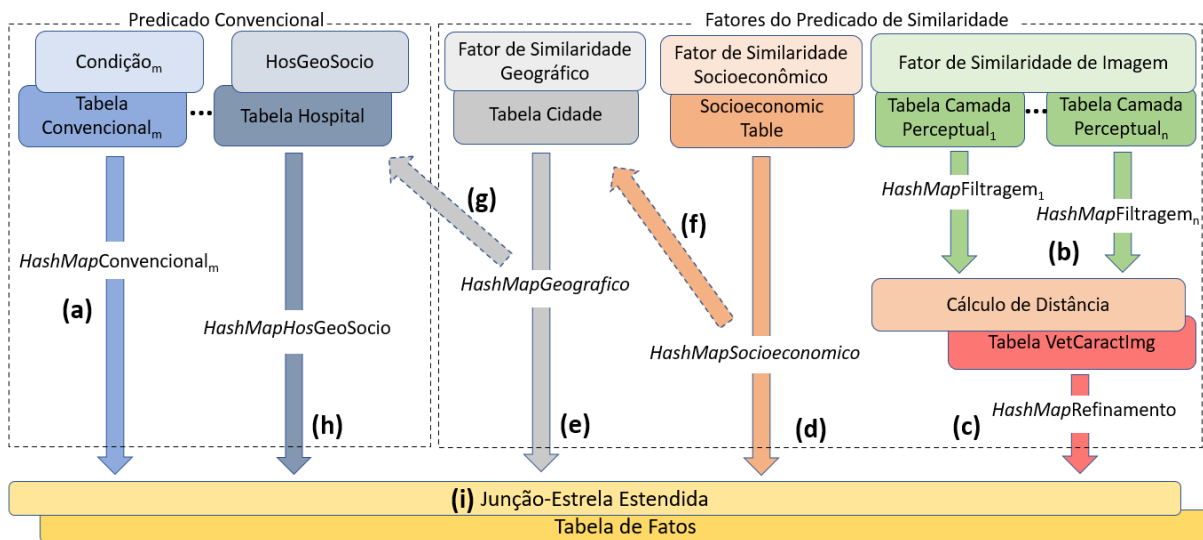 Predicado Convencional
Fatores do Predicado de Similaridade
Condiçãom
HosGeoSocio
Fator de Similaridade
Geográfico
Fator de Similaridade
Socioeconômico
Fator de Similaridade de Imagem
Tabela
Convencionalm
...
Tabela Hospital
Tabela Cidade
Socioeconomic
Table
Tabela Camada
Perceptual1
...
Tabela Camada
Perceptualn
(g)
(f)
HashMapFiltragem1
HashMapFiltragemn
(b)
HashMapConvencionalm
(a)
HashMapGeografico
HashMapHosGeoSocio
HashMapSocioeconomico
Cálculo de Distância
Tabela VetCaractImg
HashMapRefinamento
(h)
(e)
(d)
(c)
(i) Junção-Estrela Estendida
Tabela de Fatos